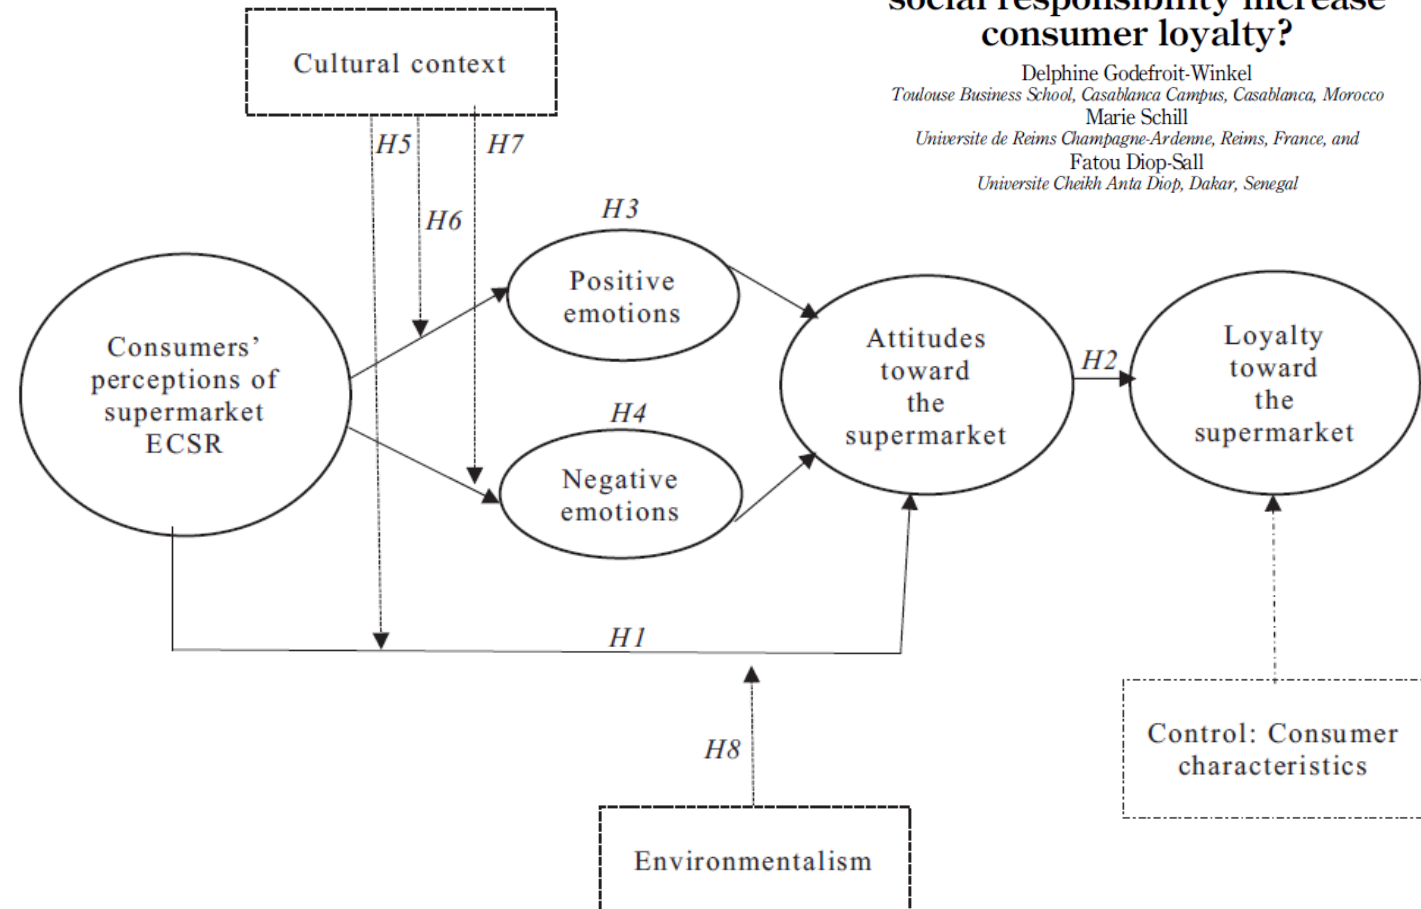 social responsibility increase
consumer loyalty?
Delphine Godefroit-Winkel
Toulouse Business School, Casablanca Campus, Casablanca, Morocco
Marie Schill
Universite de Reims Champagne-Ardenne, Reims, France, and
Fatou Diop-Sall
Universite Cheikh Anta Diop, Dakar, Senegal
Cultural context
H5
H7
H6
H3
Positive
emotions
Consumers’
perceptions of
supermarket
ECSR
H4
Negative
emotions
Attitudes
toward
the
supermarket
H2
Loyalty
toward
the
supermarket
H1
H8
Environmentalism
Control: Consumer
characteristics